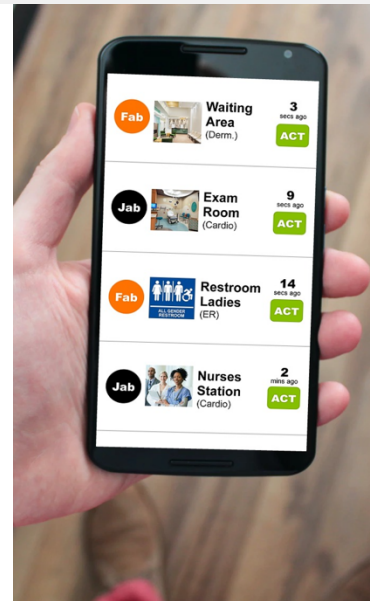 Fab
Waiting
Area
(Derm.)
3
secs ago
ACT
Jab
Exam
Room
(Cardio)
9
secs ago
ACT
Fab
ALL GENDER
RESTROOM
Restroom
Ladies
(ER)
14
secs ago
ACT
Jab
Nurses
Station
(Cardio)
2
mins ago
ACT